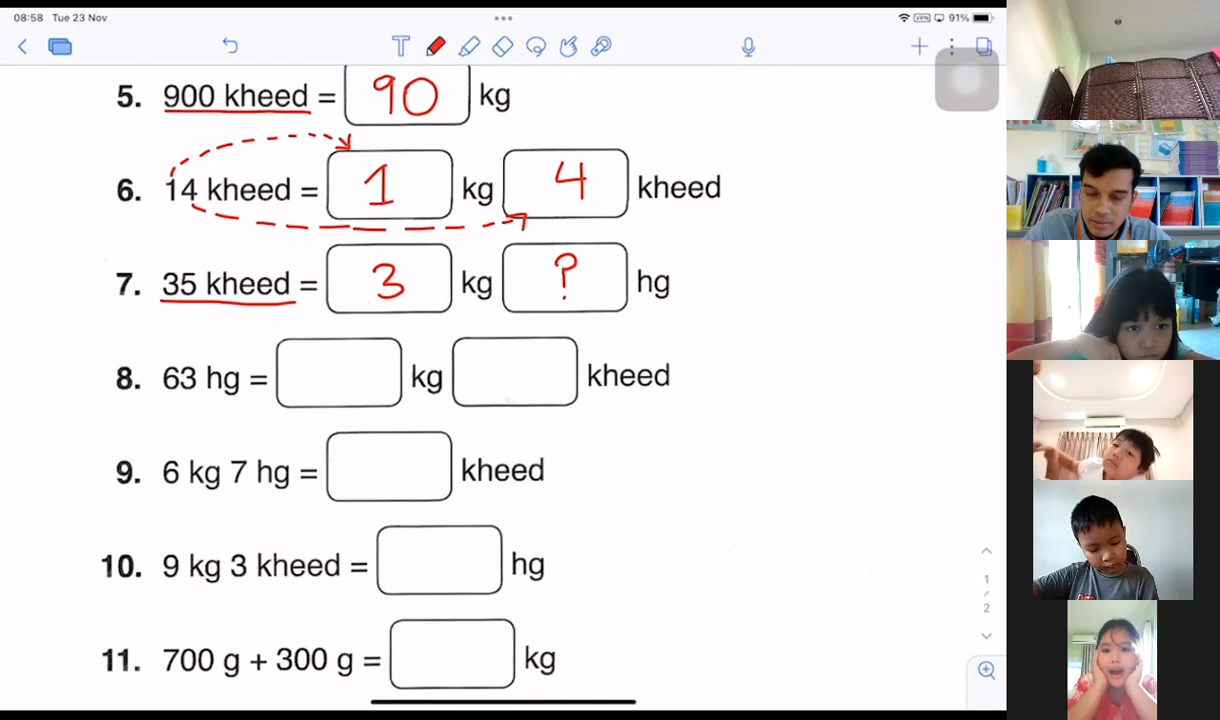 08:58 Tue 23 Nov
VPN 91%
T
5. 900 kheed = 90 kg
6. 14 kheed = 1 kg 4 kheed
7. 35 kheed = 3 kg ? hg
8. 63 hg = kg kheed
9. 6 kg 7 hg = kheed
10. 9 kg 3 kheed = hg
11. 700 g + 300 g = kg
1
/
2